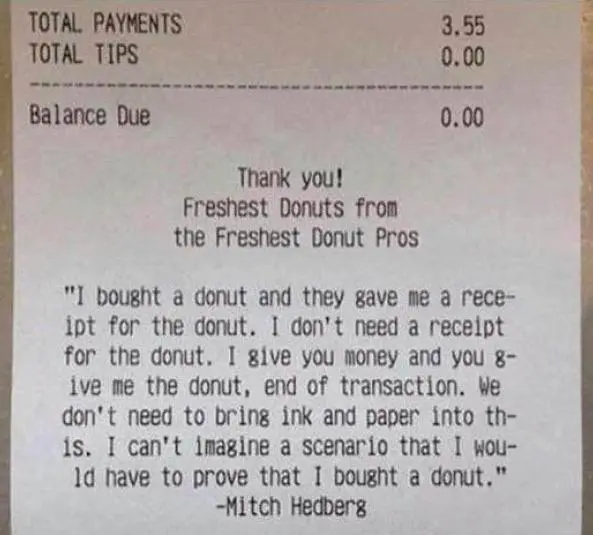 TOTAL PAYMENTS 3.55
TOTAL TIPS 0.00
--------------------------------------------
Balance Due 0.00
Thank you!
Freshest Donuts from
the Freshest Donut Pros
"I bought a donut and they gave me a rece-
ipt for the donut. I don't need a receipt
for the donut. I give you money and you g-
ive me the donut, end of transaction. We
don't need to bring ink and paper into th-
is. I can't imagine a scenario that I wou-
ld have to prove that I bought a donut."
-Mitch Hedberg